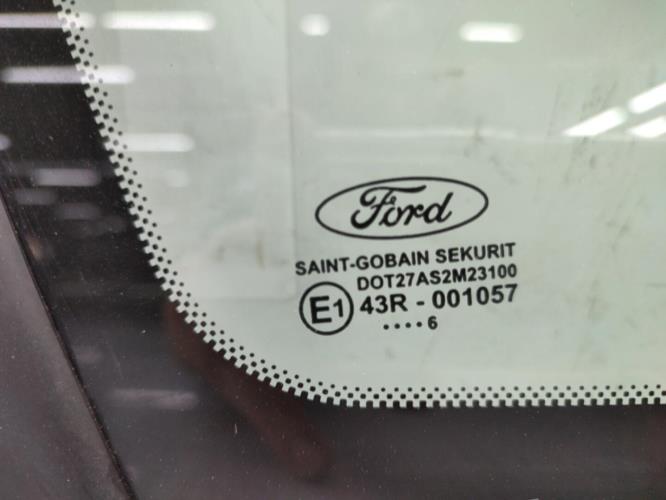 Ford
SAINT-GOBAIN SEKURIT
DOT27AS2M23100
E1 43R - 001057
····6